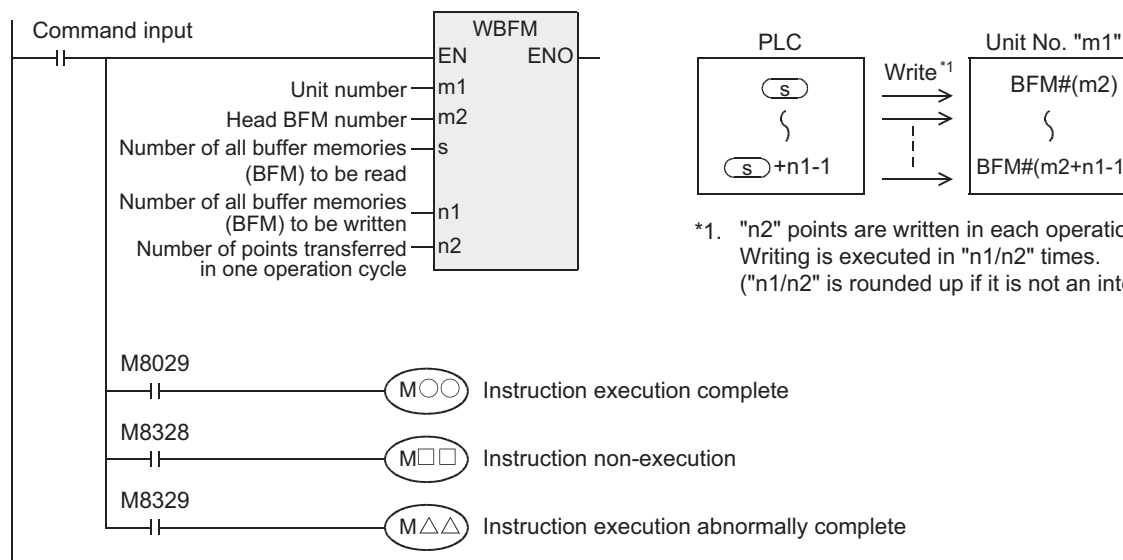 Command input
WBFM
EN ENO
Unit number m1
Head BFM number m2
Number of all buffer memories s
(BFM) to be read
Number of all buffer memories
(BFM) to be written n1
Number of points transferred n2
in one operation cycle
PLC
Unit No. "m1"
s
Write *1
BFM#(m2)
s +n1-1
BFM#(m2+n1-1
*1. "n2" points are written in each operatio
Writing is executed in "n1/n2" times.
("n1/n2" is rounded up if it is not an int
M8029
M○○ Instruction execution complete
M8328
M□□ Instruction non-execution
M8329
M△△ Instruction execution abnormally complete